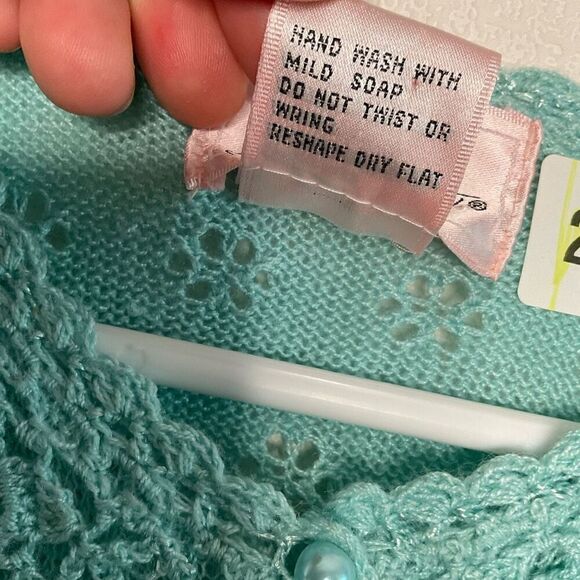 HAND WASH WITH
MILD SOAP
DO NOT TWIST OR
WRING
RESHAPE DRY FLAT
®